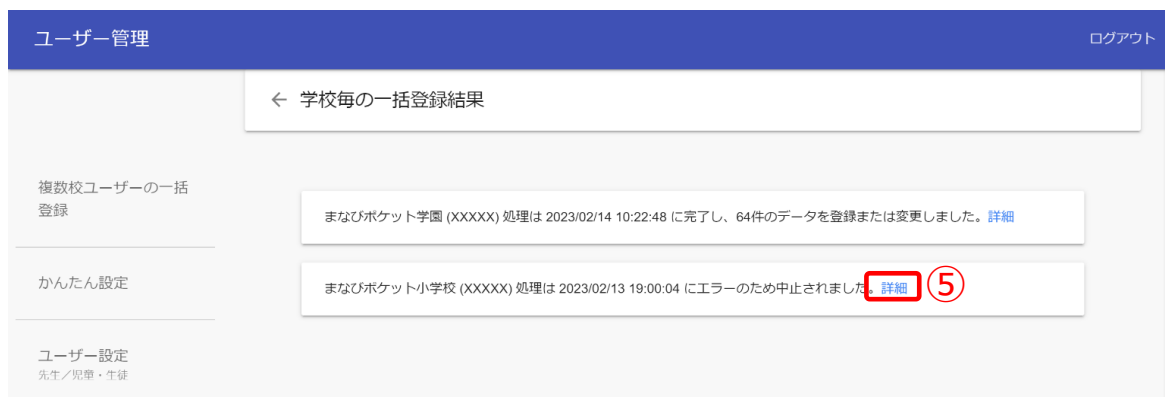 ユーザー管理
ログアウト
← 学校毎の一括登録結果
複数校ユーザーの一括
登録
まなびポケット学園 (XXXXX) 処理は 2023/02/14 10:22:48 に完了し、64件のデータを登録または変更しました。詳細
かんたん設定
まなびポケット小学校 (XXXXX) 処理は 2023/02/13 19:00:04 にエラーのため中止されました。詳細
⑤
ユーザー設定
先生／児童・生徒